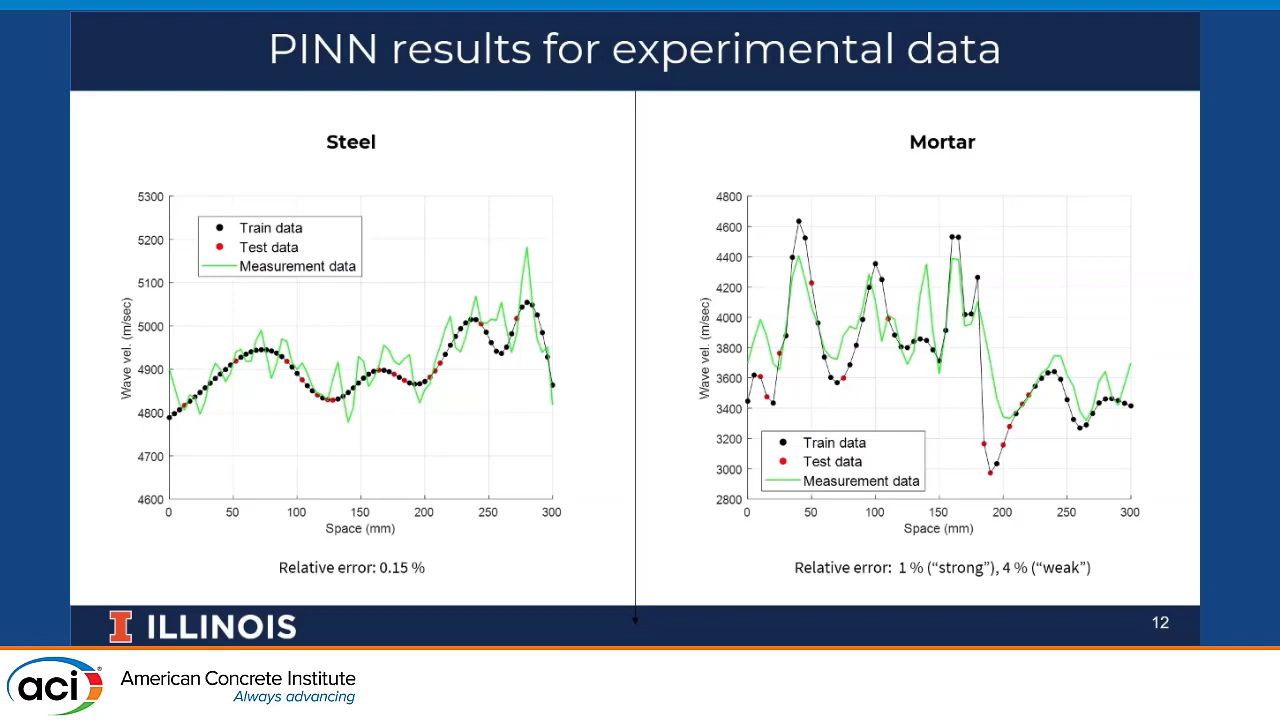 PINN results for experimental data
Steel
5300
5200
5100
5000
4900
4800
4700
4600
Wave vel. (m/sec)
Train data
Test data
Measurement data
0 50 100 150 200 250 300
Space (mm)
Relative error: 0.15 %
Mortar
4800
4600
4400
4200
4000
3800
3600
3400
3200
3000
2800
Wave vel. (m/sec)
Train data
Test data
Measurement data
0 50 100 150 200 250 300
Space (mm)
Relative error: 1 % (“strong”), 4 % (“weak”)
I ILLINOIS
12
aci®
American Concrete Institute
Always advancing